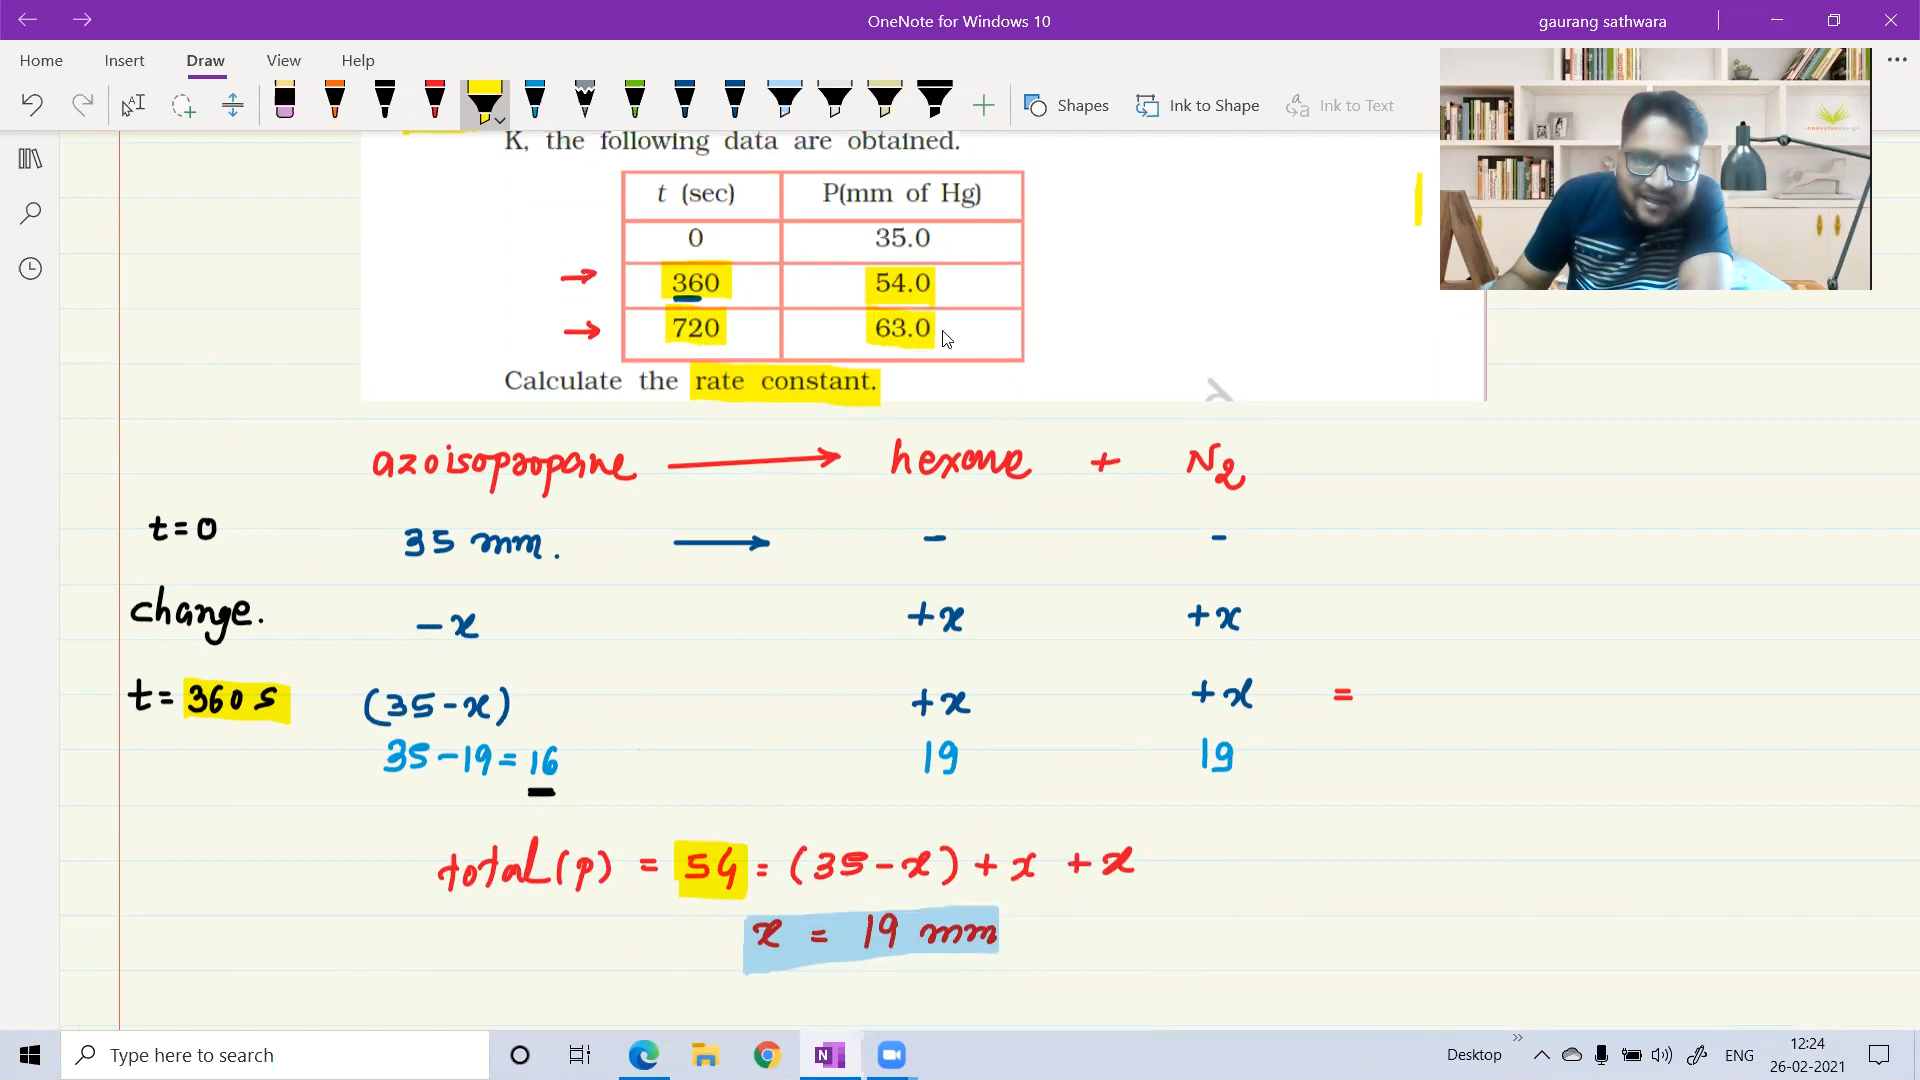 OneNote for Windows 10
gaurang sathwara
Home Insert Draw View Help
Shapes Ink to Shape Ink to Text
K, the following data are obtained.
t (sec) P(mm of Hg)
0 35.0
→ 360 54.0
→ 720 63.0
Calculate the rate constant.
azoisopropane → hexane + N₂
t=0 35 mm. → - -
change. -x +x +x
t= 360 s (35-x) +x +x =
35-19=16 19 19
total(p) = 54 = (35-x)+x +x
x = 19 mm
Type here to search
Desktop
ENG
12:24
26-02-2021